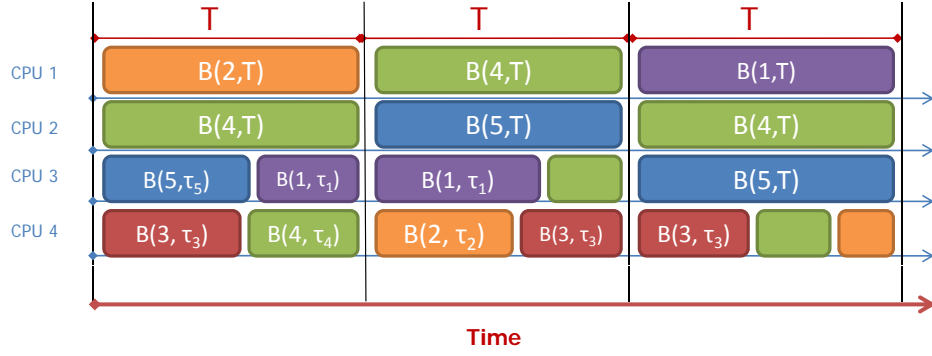 T T T
CPU 1 B(2,T) B(4,T) B(1,T)
CPU 2 B(4,T) B(5,T) B(4,T)
CPU 3 B(5,τ₅) B(1, τ₁) B(1, τ₁) B(5,T)
CPU 4 B(3, τ₃) B(4, τ₄) B(2, τ₂) B(3, τ₃) B(3, τ₃)
Time